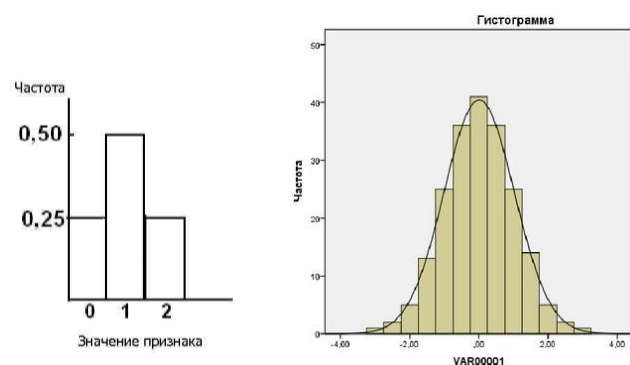 Частота
0,50
0,25
0 1 2
Значение признака
Гистограмма
50
40
30
20
10
0
Частота
-4,00 -2,00 ,00 2,00 4,00
VAR00001